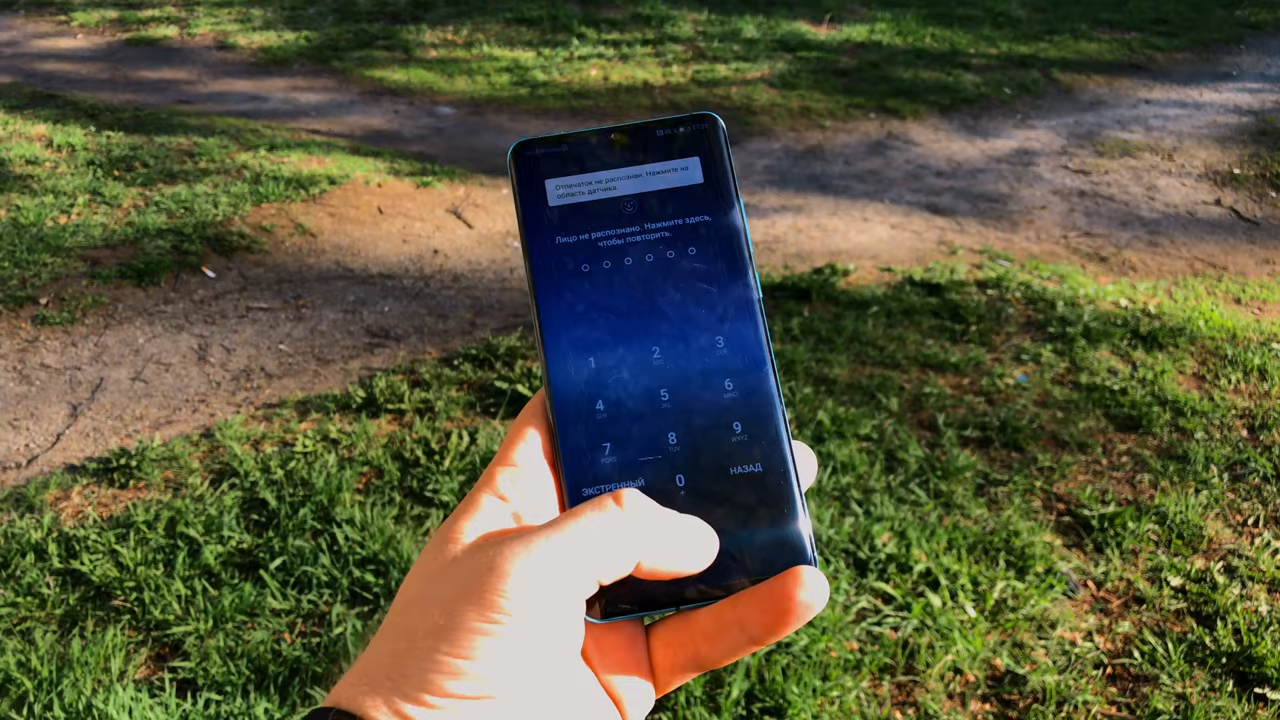 Отпечаток не распознан. Нажмите на
область датчика.
Лицо не распознано. Нажмите здесь,
чтобы повторить.
1 2 3
4 5 6
7 8 9
ЭКСТРЕННЫЙ 0 НАЗАД